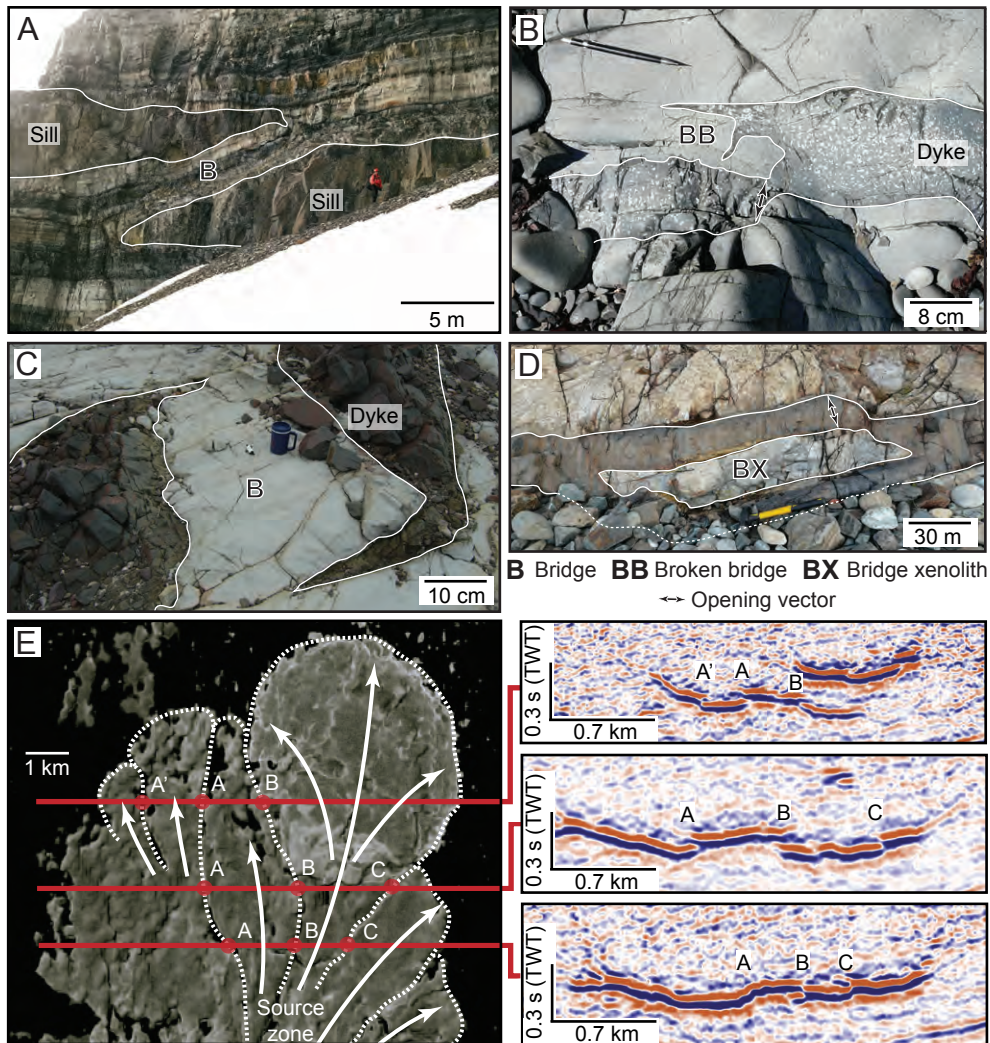 A
Sill
B
Sill
5 m
B
BB
Dyke
8 cm
C
Dyke
B
10 cm
D
BX
30 m
B Bridge BB Broken bridge BX Bridge xenolith
Opening vector
E
1 km
A' A B
A B C
A B C
Source
zone
A' A B
0.3 s (TWT)
0.7 km
A B C
0.3 s (TWT)
0.7 km
A B C
0.3 s (TWT)
0.7 km